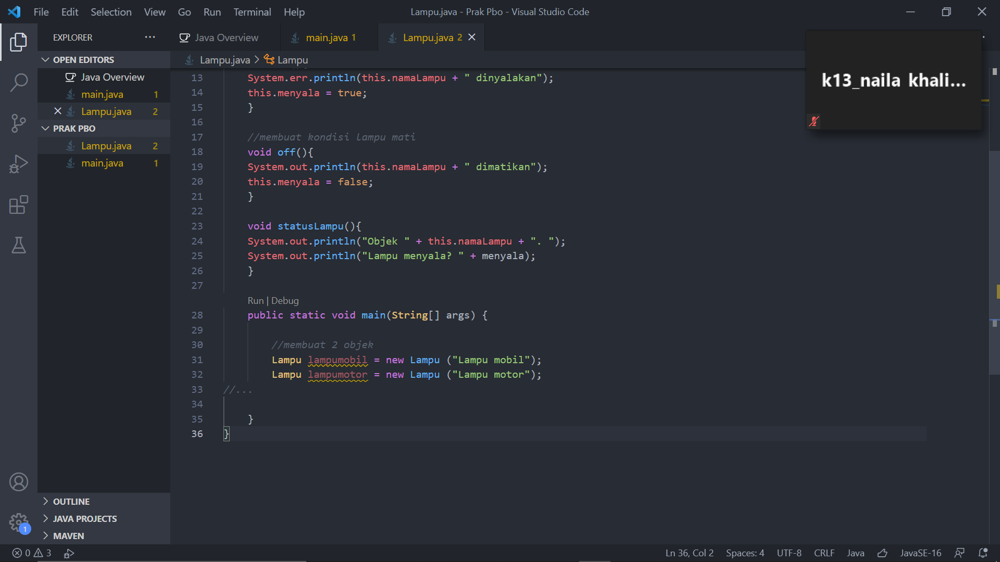 File Edit Selection View Go Run Terminal Help
Lampu.java - Prak Pbo - Visual Studio Code
EXPLORER
Java Overview
main.java 1
Lampu.java 2
OPEN EDITORS
Java Overview
main.java 1
Lampu.java 2
PRAK PBO
Lampu.java 2
main.java 1
Lampu.java > Lampu
k13_naila khali...
13 System.err.println(this.namaLampu + " dinyalakan");
14 this.menyala = true;
15 }
16
17 //membuat kondisi lampu mati
18 void off(){
19 System.out.println(this.namaLampu + " dimatikan");
20 this.menyala = false;
21 }
22
23 void statusLampu(){
24 System.out.println("Objek " + this.namaLampu + ". ");
25 System.out.println("Lampu menyala? " + menyala);
26 }
27
Run | Debug
28 public static void main(String[] args) {
29
30 //membuat 2 objek
31 Lampu lampumobil = new Lampu ("Lampu mobil");
32 Lampu lampumotor = new Lampu ("Lampu motor");
33 //...
34
35 }
36 }
OUTLINE
JAVA PROJECTS
MAVEN
1
0 3
Ln 36, Col 2
Spaces: 4
UTF-8
CRLF
Java
JavaSE-16